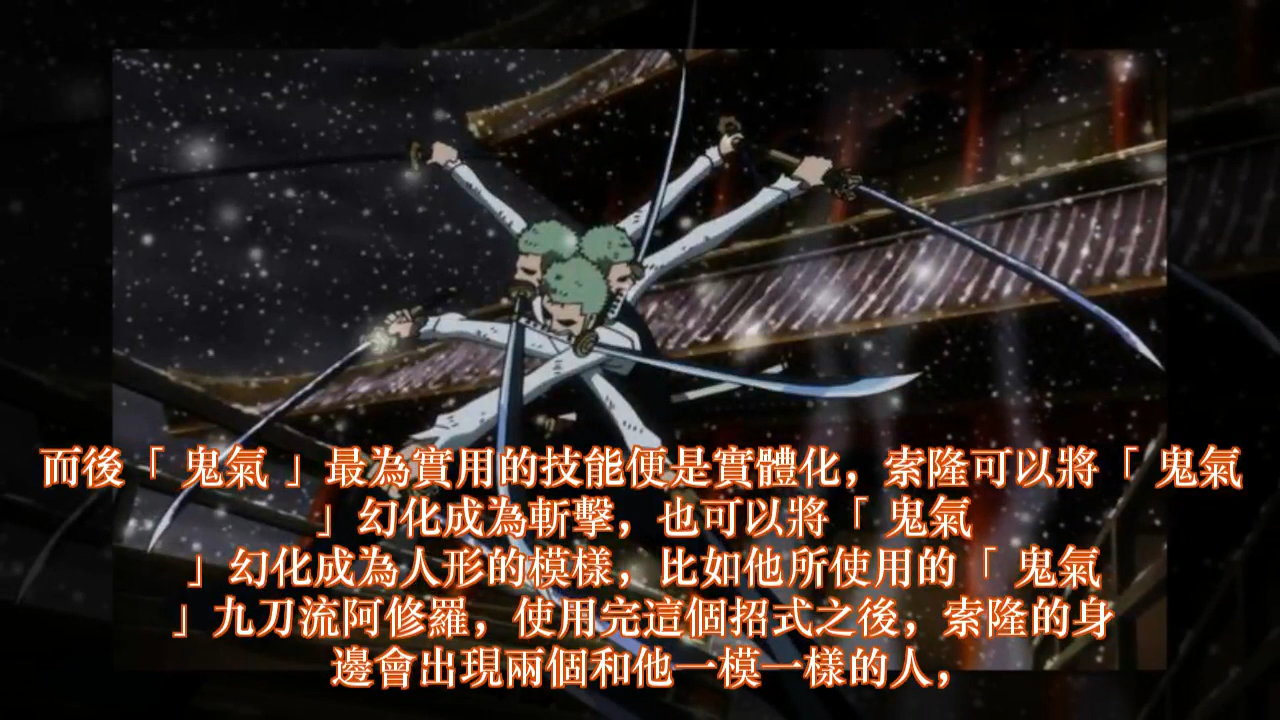 而後「 鬼氣 」最為實用的技能便是實體化，索隆可以將「 鬼氣
」幻化成為斬擊，也可以將「 鬼氣
」幻化成為人形的模樣，比如他所使用的「 鬼氣
」九刀流阿修羅，使用完這個招式之後，索隆的身
邊會出現兩個和他一模一樣的人，